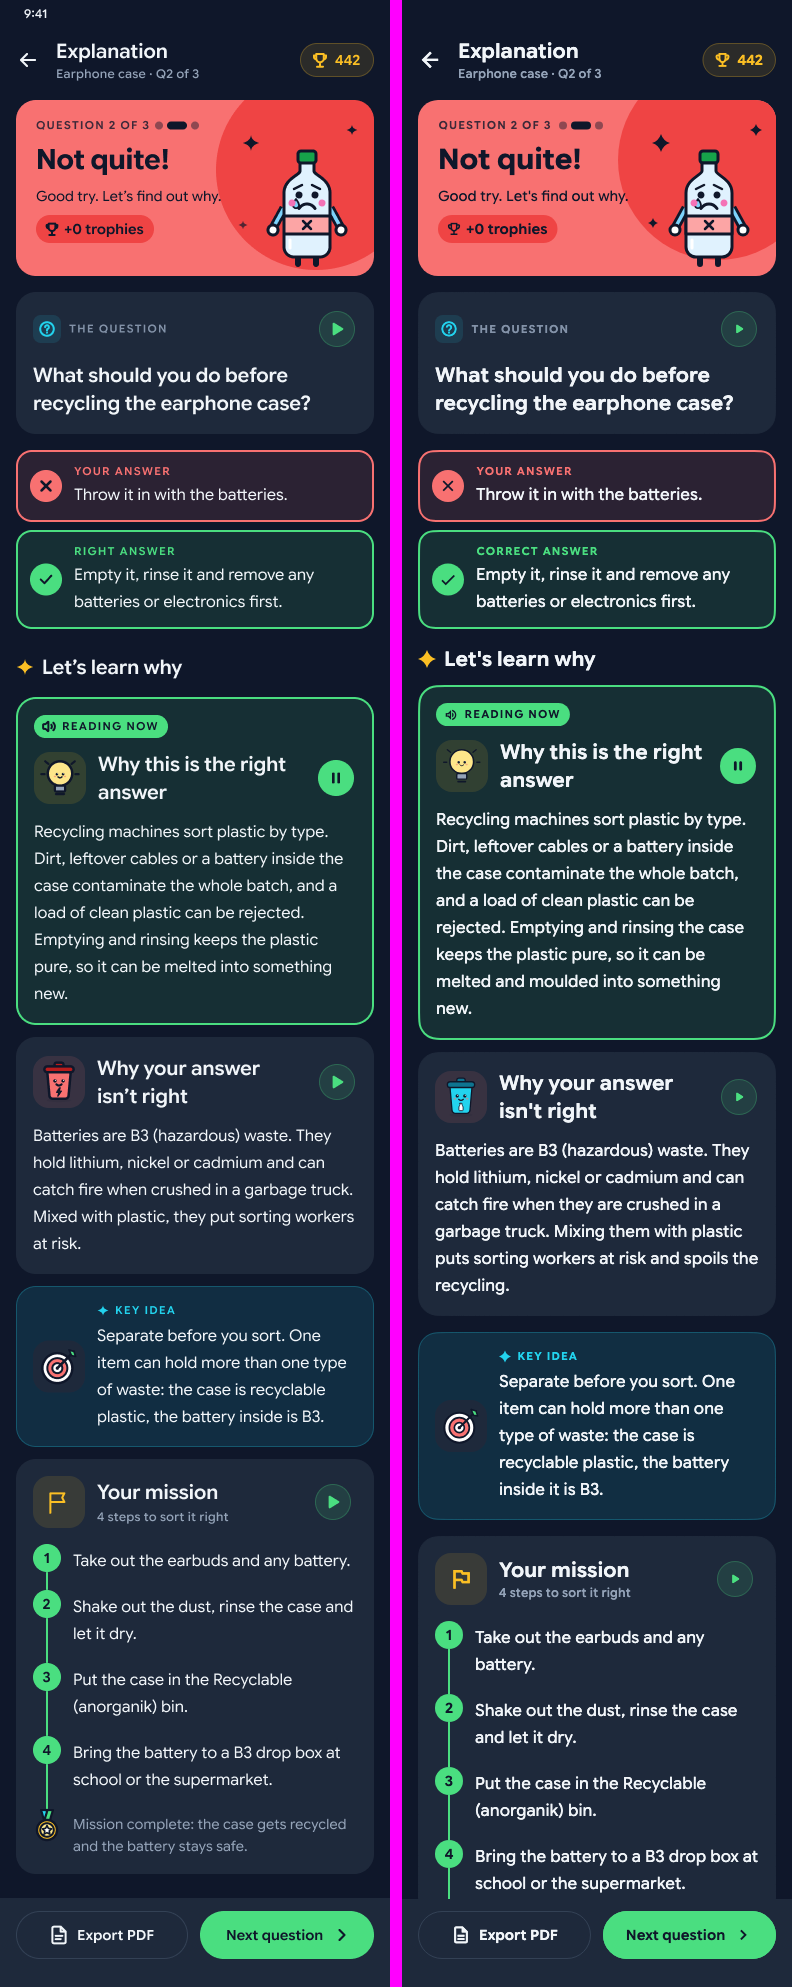 9:41
Explanation
Earphone case · Q2 of 3
442
QUESTION 2 OF 3
Not quite!
Good try. Let’s find out why.
+0 trophies
THE QUESTION
What should you do before
recycling the earphone case?
YOUR ANSWER
Throw it in with the batteries.
RIGHT ANSWER
Empty it, rinse it and remove any
batteries or electronics first.
Let’s learn why
READING NOW
Why this is the right
answer
Recycling machines sort plastic by type.
Dirt, leftover cables or a battery inside the
case contaminate the whole batch, and a
load of clean plastic can be rejected.
Emptying and rinsing keeps the plastic
pure, so it can be melted into something
new.
Why your answer
isn’t right
Batteries are B3 (hazardous) waste. They
hold lithium, nickel or cadmium and can
catch fire when crushed in a garbage truck.
Mixed with plastic, they put sorting workers
at risk.
KEY IDEA
Separate before you sort. One
item can hold more than one type
of waste: the case is recyclable
plastic, the battery inside is B3.
Your mission
4 steps to sort it right
1 Take out the earbuds and any battery.
2 Shake out the dust, rinse the case and
let it dry.
3 Put the case in the Recyclable
(anorganik) bin.
4 Bring the battery to a B3 drop box at
school or the supermarket.
Mission complete: the case gets recycled
and the battery stays safe.
Export PDF
Next question
Explanation
Earphone case · Q2 of 3
442
QUESTION 2 OF 3
Not quite!
Good try. Let's find out why.
+0 trophies
THE QUESTION
What should you do before
recycling the earphone case?
YOUR ANSWER
Throw it in with the batteries.
CORRECT ANSWER
Empty it, rinse it and remove any
batteries or electronics first.
Let's learn why
READING NOW
Why this is the right
answer
Recycling machines sort plastic by type.
Dirt, leftover cables or a battery inside
the case contaminate the whole batch,
and a load of clean plastic can be
rejected. Emptying and rinsing the case
keeps the plastic pure, so it can be
melted and moulded into something
new.
Why your answer
isn't right
Batteries are B3 (hazardous) waste. They
hold lithium, nickel or cadmium and can
catch fire when they are crushed in a
garbage truck. Mixing them with plastic
puts sorting workers at risk and spoils the
recycling.
KEY IDEA
Separate before you sort. One
item can hold more than one
type of waste: the case is
recyclable plastic, the battery
inside it is B3.
Your mission
4 steps to sort it right
1 Take out the earbuds and any
battery.
2 Shake out the dust, rinse the case
and let it dry.
3 Put the case in the Recyclable
(anorganik) bin.
4 Bring the battery to a B3 drop box at
school or the supermarket.
Export PDF
Next question